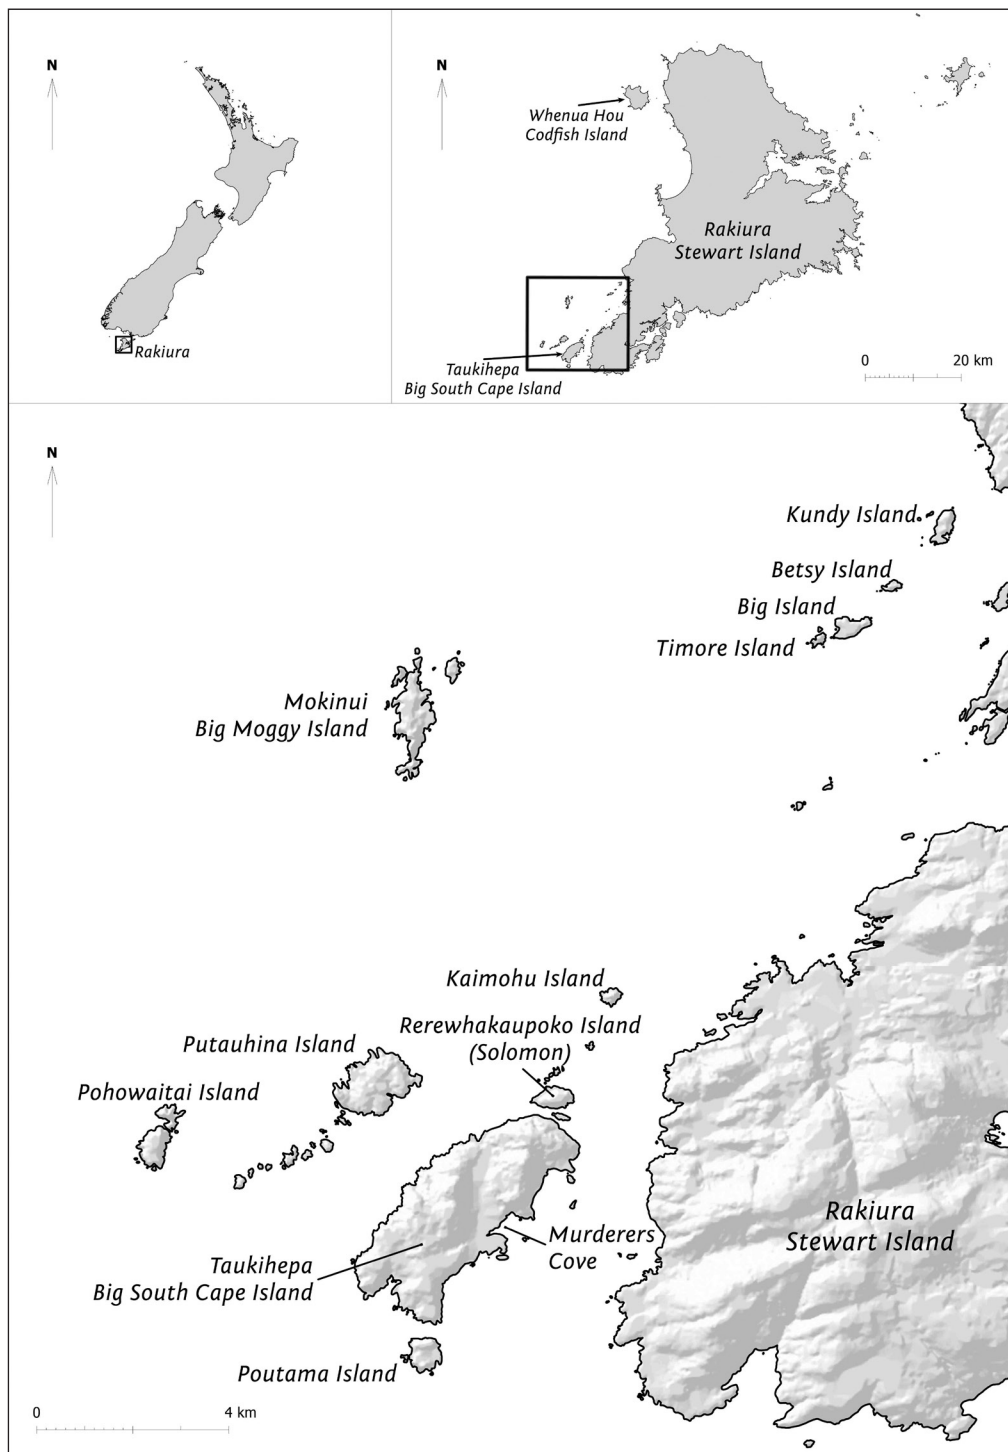 N
Rakiura
N
Whenua Hou
Codfish Island
Rakiura
Stewart Island
Taukihepa
Big South Cape Island
0 20 km
N
Kundy Island
Betsy Island
Big Island
Timore Island
Mokinui
Big Moggy Island
Kaimohu Island
Rerewhakaupoko Island
(Solomon)
Putauhina Island
Pohowaitai Island
Rakiura
Stewart Island
Murderers
Cove
Taukihepa
Big South Cape Island
Poutama Island
0 4 km